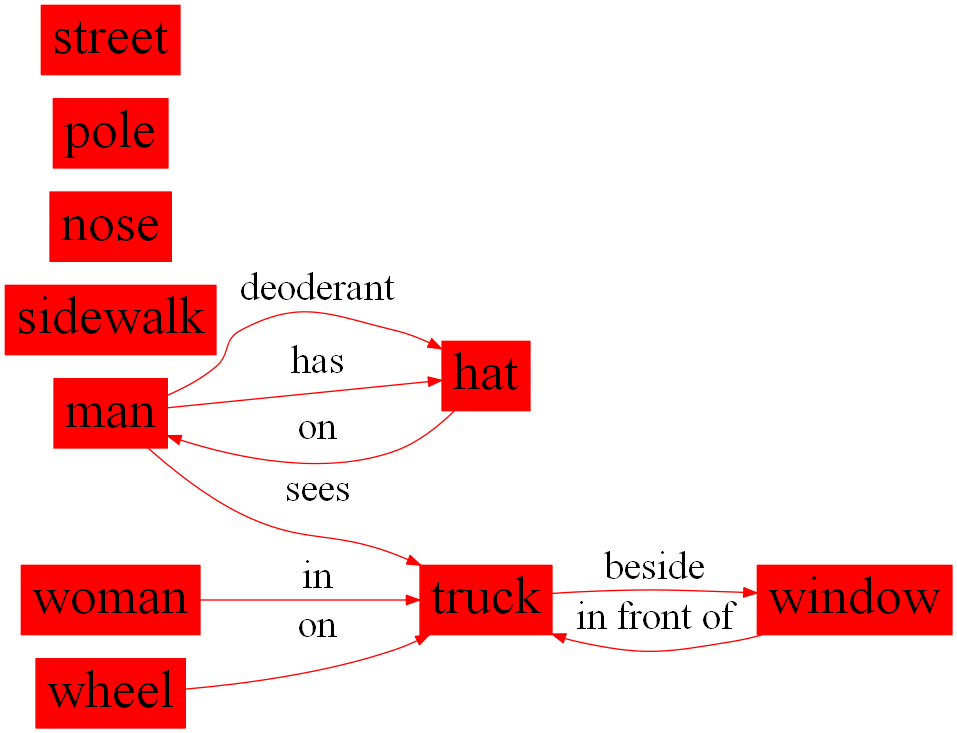 street
pole
nose
sidewalk
deoderant
has
man
hat
on
sees
woman
in
truck
beside
window
in front of
on
wheel